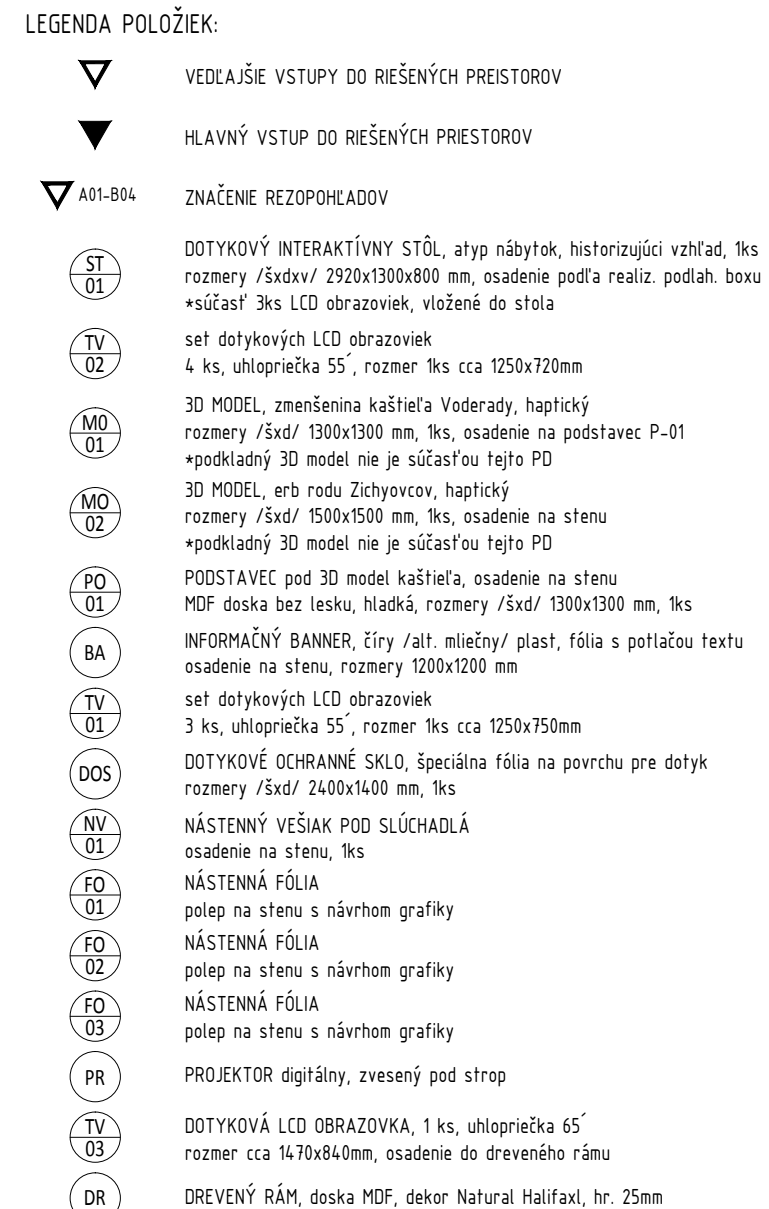 LEGENDA POLOŽIEK:
VEDĽAJŠIE VSTUPY DO RIEŠENÝCH PREISTOROV
HLAVNÝ VSTUP DO RIEŠENÝCH PRIESTOROV
A01-B04 ZNAČENIE REZOPOHĽADOV
ST 01
DOTYKOVÝ INTERAKTÍVNY STÔL, atyp nábytok, historizujúci vzhľad, 1ks
rozmery /šxdxv/ 2920x1300x800 mm, osadenie podľa realiz. podlah. boxu
*súčasť 3ks LCD obrazoviek, vložené do stola
TV 02
set dotykových LCD obrazoviek
4 ks, uhlopriečka 55´, rozmer 1ks cca 1250x720mm
M0 01
3D MODEL, zmenšenina kaštieľa Voderady, haptický
rozmery /šxd/ 1300x1300 mm, 1ks, osadenie na podstavec P-01
*podkladný 3D model nie je súčasťou tejto PD
MO 02
3D MODEL, erb rodu Zichyovcov, haptický
rozmery /šxd/ 1500x1500 mm, 1ks, osadenie na stenu
*podkladný 3D model nie je súčasťou tejto PD
PO 01
PODSTAVEC pod 3D model kaštieľa, osadenie na stenu
MDF doska bez lesku, hladká, rozmery /šxd/ 1300x1300 mm, 1ks
BA
INFORMAČNÝ BANNER, číry /alt. mliečny/ plast, fólia s potlačou textu
osadenie na stenu, rozmery 1200x1200 mm
TV 01
set dotykových LCD obrazoviek
3 ks, uhlopriečka 55´, rozmer 1ks cca 1250x750mm
DOS
DOTYKOVÉ OCHRANNÉ SKLO, špeciálna fólia na povrchu pre dotyk
rozmery /šxd/ 2400x1400 mm, 1ks
NV 01
NÁSTENNÝ VEŠIAK POD SLÚCHADLÁ
osadenie na stenu, 1ks
FO 01
NÁSTENNÁ FÓLIA
polep na stenu s návrhom grafiky
FO 02
NÁSTENNÁ FÓLIA
polep na stenu s návrhom grafiky
FO 03
NÁSTENNÁ FÓLIA
polep na stenu s návrhom grafiky
PR PROJEKTOR digitálny, zvesený pod strop
TV 03
DOTYKOVÁ LCD OBRAZOVKA, 1 ks, uhlopriečka 65´
rozmer cca 1470x840mm, osadenie do dreveného rámu
DR DREVENÝ RÁM, doska MDF, dekor Natural Halifaxl, hr. 25mm